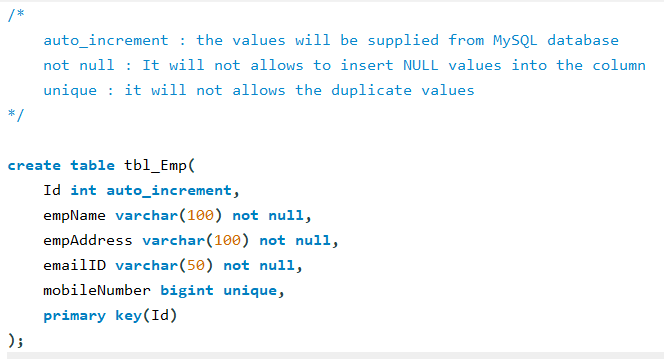 /*
auto_increment : the values will be supplied from MySQL database
not null : It will not allows to insert NULL values into the column
unique : it will not allows the duplicate values
*/
create table tbl_Emp(
Id int auto_increment,
empName varchar(100) not null,
empAddress varchar(100) not null,
emailID varchar(50) not null,
mobileNumber bigint unique,
primary key(Id)
);